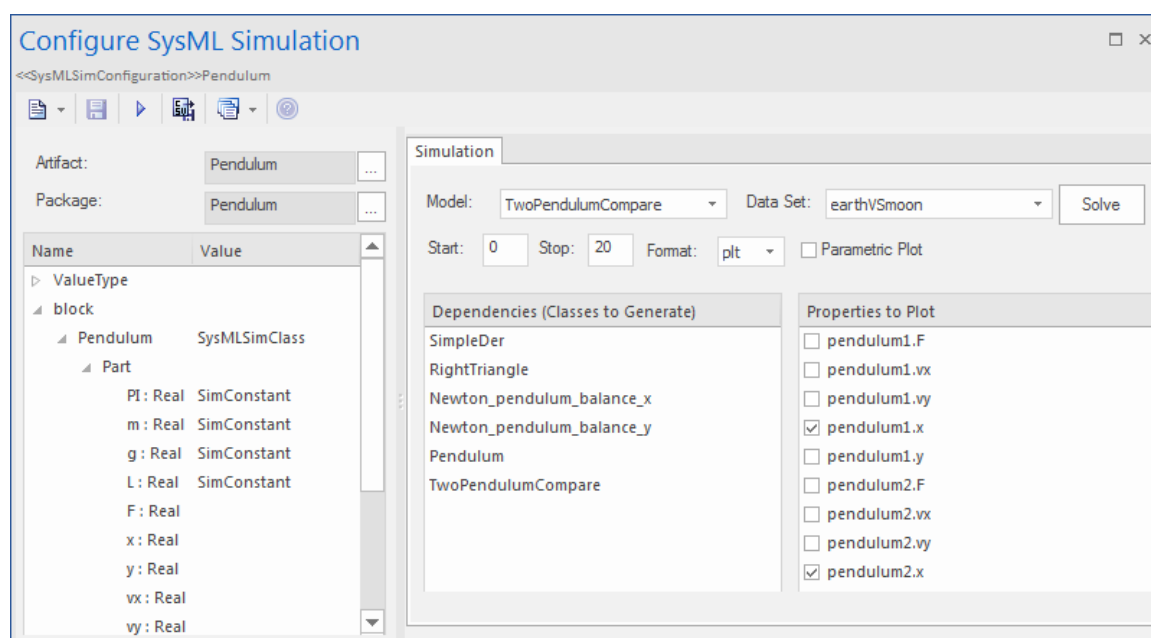 Configure SysML Simulation
<<SysMLSimConfiguration>>Pendulum
Artifact: Pendulum ...
Package: Pendulum ...
Name Value
ValueType
block
Pendulum SysMLSimClass
Part
PI : Real SimConstant
m : Real SimConstant
g : Real SimConstant
L : Real SimConstant
F : Real
x : Real
y : Real
vx : Real
vy : Real
Simulation
Model: TwoPendulumCompare Data Set: earthVSmoon Solve
Start: 0 Stop: 20 Format: plt Parametric Plot
Dependencies (Classes to Generate)
SimpleDer
RightTriangle
Newton_pendulum_balance_x
Newton_pendulum_balance_y
Pendulum
TwoPendulumCompare
Properties to Plot
pendulum1.F
pendulum1.vx
pendulum1.vy
pendulum1.x
pendulum1.y
pendulum2.F
pendulum2.vx
pendulum2.vy
pendulum2.x